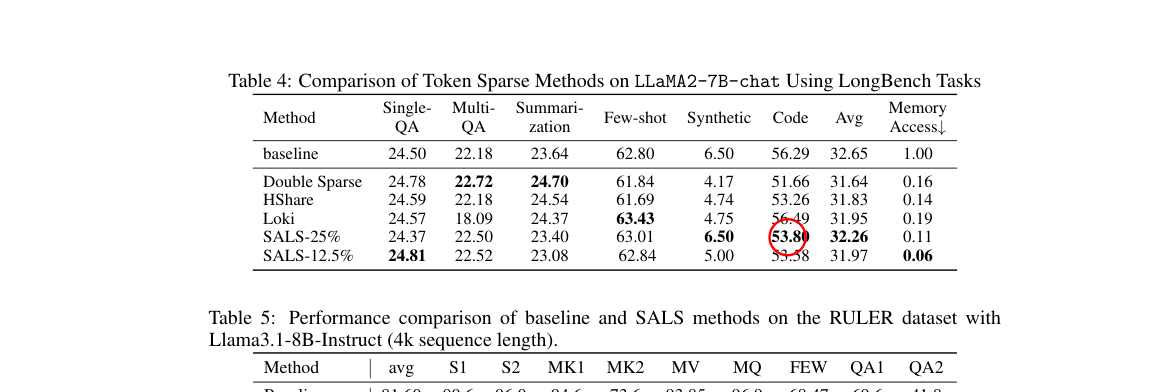 Table 4: Comparison of Token Sparse Methods on LLaMA2-7B-chat Using LongBench Tasks
Method Single-QA Multi-QA Summari-zation Few-shot Synthetic Code Avg Memory Access↓
baseline 24.50 22.18 23.64 62.80 6.50 56.29 32.65 1.00
Double Sparse 24.78 22.72 24.70 61.84 4.17 51.66 31.64 0.16
HShare 24.59 22.18 24.54 61.69 4.74 53.26 31.83 0.14
Loki 24.57 18.09 24.37 63.43 4.75 56.49 31.95 0.19
SALS-25% 24.37 22.50 23.40 63.01 6.50 53.80 32.26 0.11
SALS-12.5% 24.81 22.52 23.08 62.84 5.00 53.58 31.97 0.06
Table 5: Performance comparison of baseline and SALS methods on the RULER dataset with
Llama3.1-8B-Instruct (4k sequence length).
Method avg S1 S2 MK1 MK2 MV MQ FEW QA1 QA2